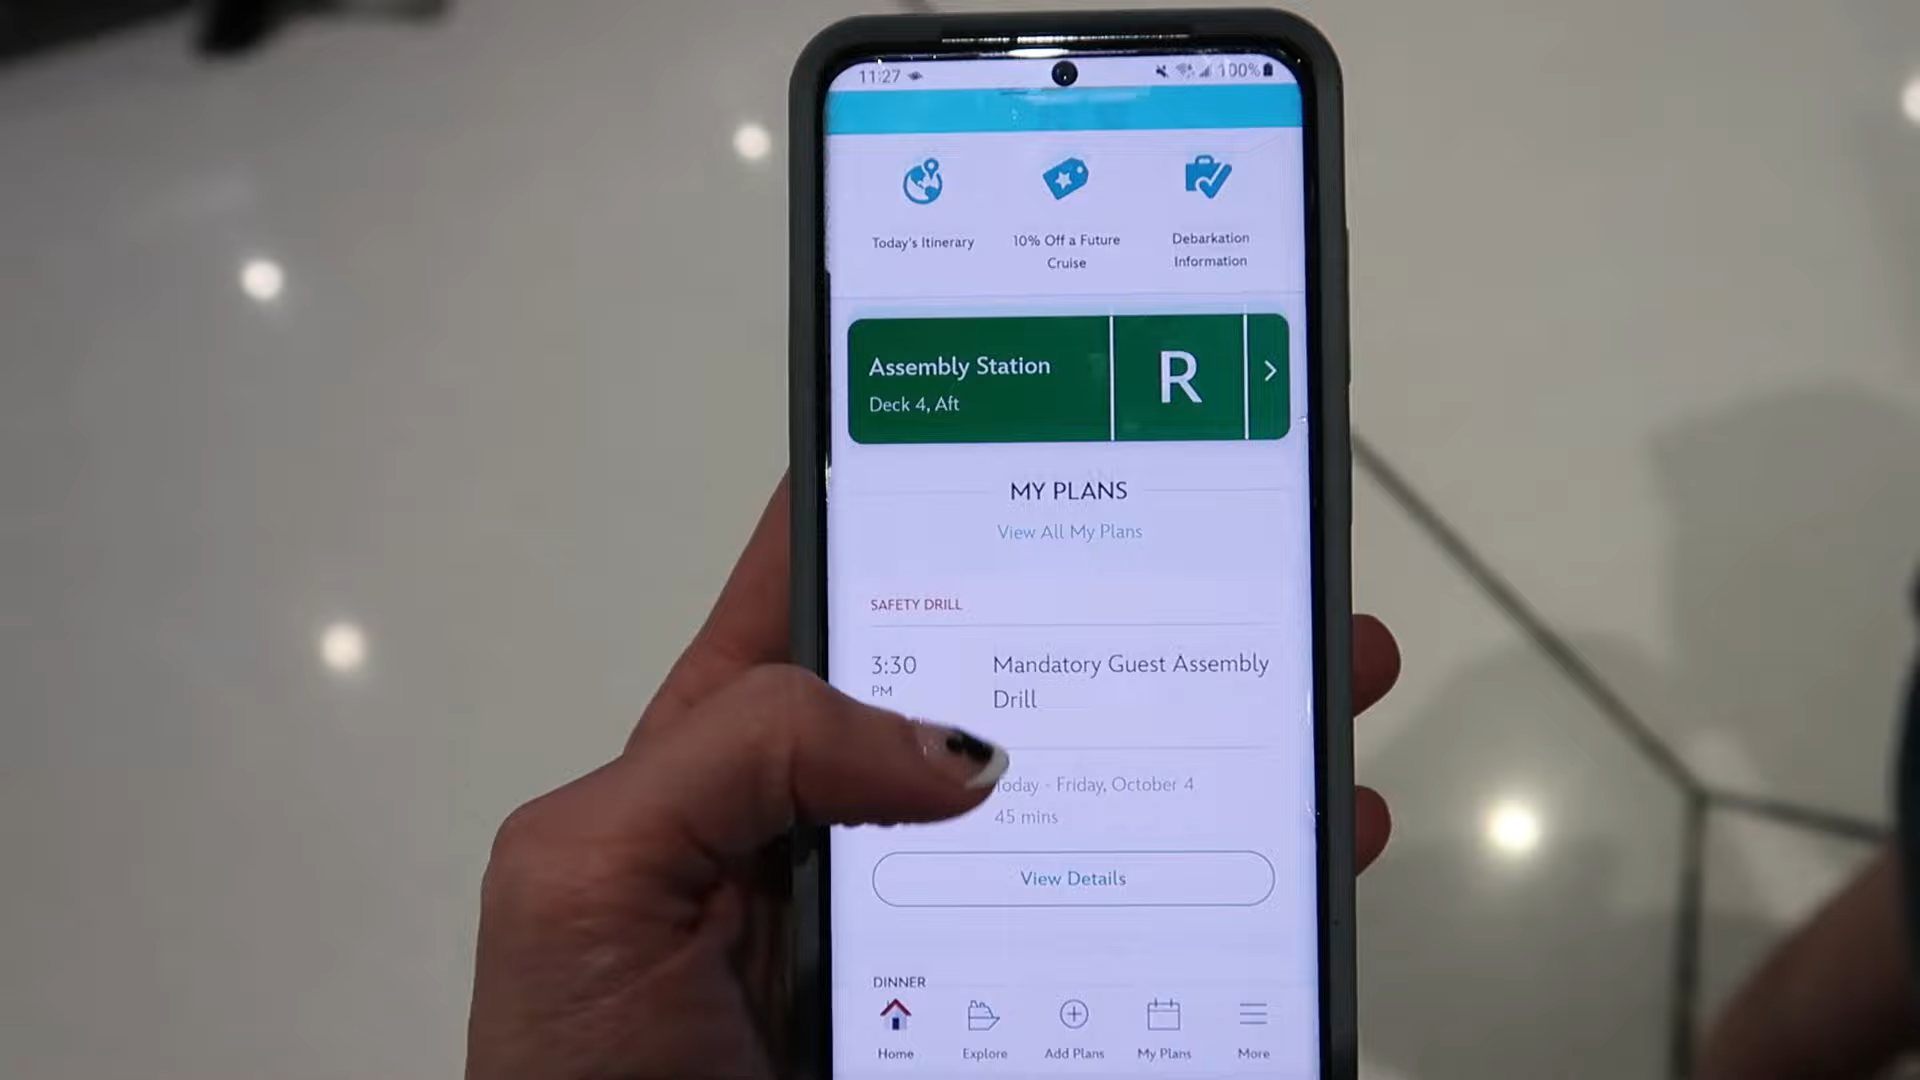 11:27
100%
Today's Itinerary
10% Off a Future
Cruise
Debarkation
Information
Assembly Station
Deck 4, Aft
R
MY PLANS
View All My Plans
SAFETY DRILL
3:30
PM
Mandatory Guest Assembly
Drill
Today - Friday, October 4
45 mins
View Details
DINNER
Home
Explore
Add Plans
My Plans
More